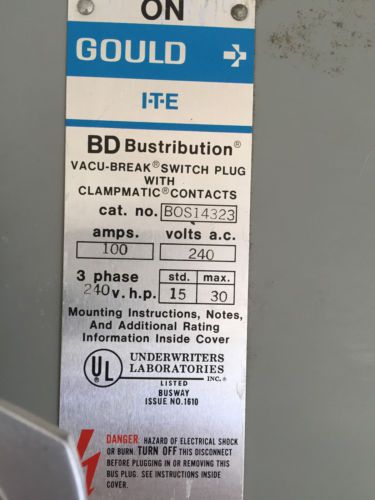 ON
GOULD
I-T-E
BD Bustribution®
VACU-BREAK® SWITCH PLUG
WITH
CLAMPMATIC® CONTACTS
cat. no. BOS14323
amps. volts a.c.
100 240
3 phase std. max.
240 v. h.p. 15 30
Mounting Instructions, Notes,
And Additional Rating
Information Inside Cover
UL UNDERWRITERS
LABORATORIES
INC.®
LISTED
BUSWAY
ISSUE NO.1610
DANGER: HAZARD OF ELECTRICAL SHOCK
OR BURN. TURN OFF THIS DISCONNECT
BEFORE PLUGGING IN OR REMOVING THIS
BUS PLUG. SEE INSTRUCTIONS INSIDE
COVER.